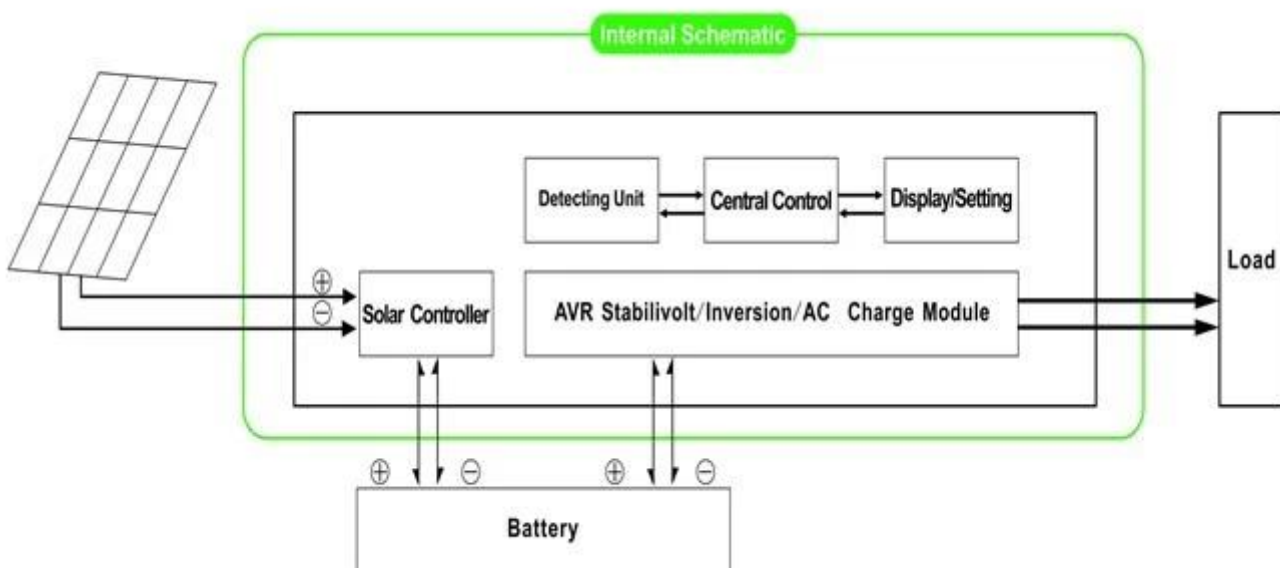 Internal Schematic
Detecting Unit
Central Control
Display/Setting
Load
⊕
⊖
Solar Controller
AVR Stabilivolt/Inversion/AC Charge Module
⊕ ⊖ ⊕ ⊖
Battery